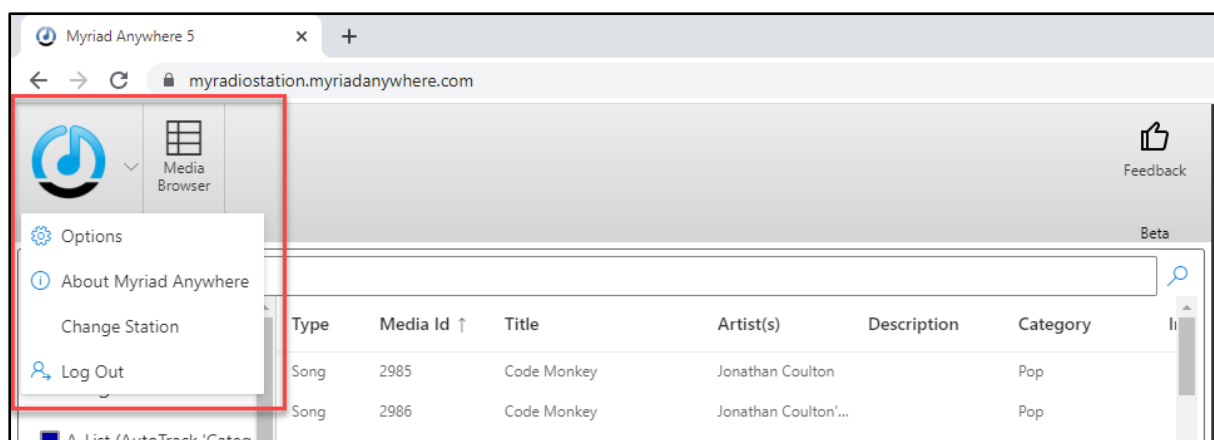 Myriad Anywhere 5
myradiostation.myriadanywhere.com
Media
Browser
Feedback
Beta
Options
About Myriad Anywhere
Change Station
Log Out
Type Media Id ↑ Title Artist(s) Description Category
Song 2985 Code Monkey Jonathan Coulton Pop
Song 2986 Code Monkey Jonathan Coulton'... Pop